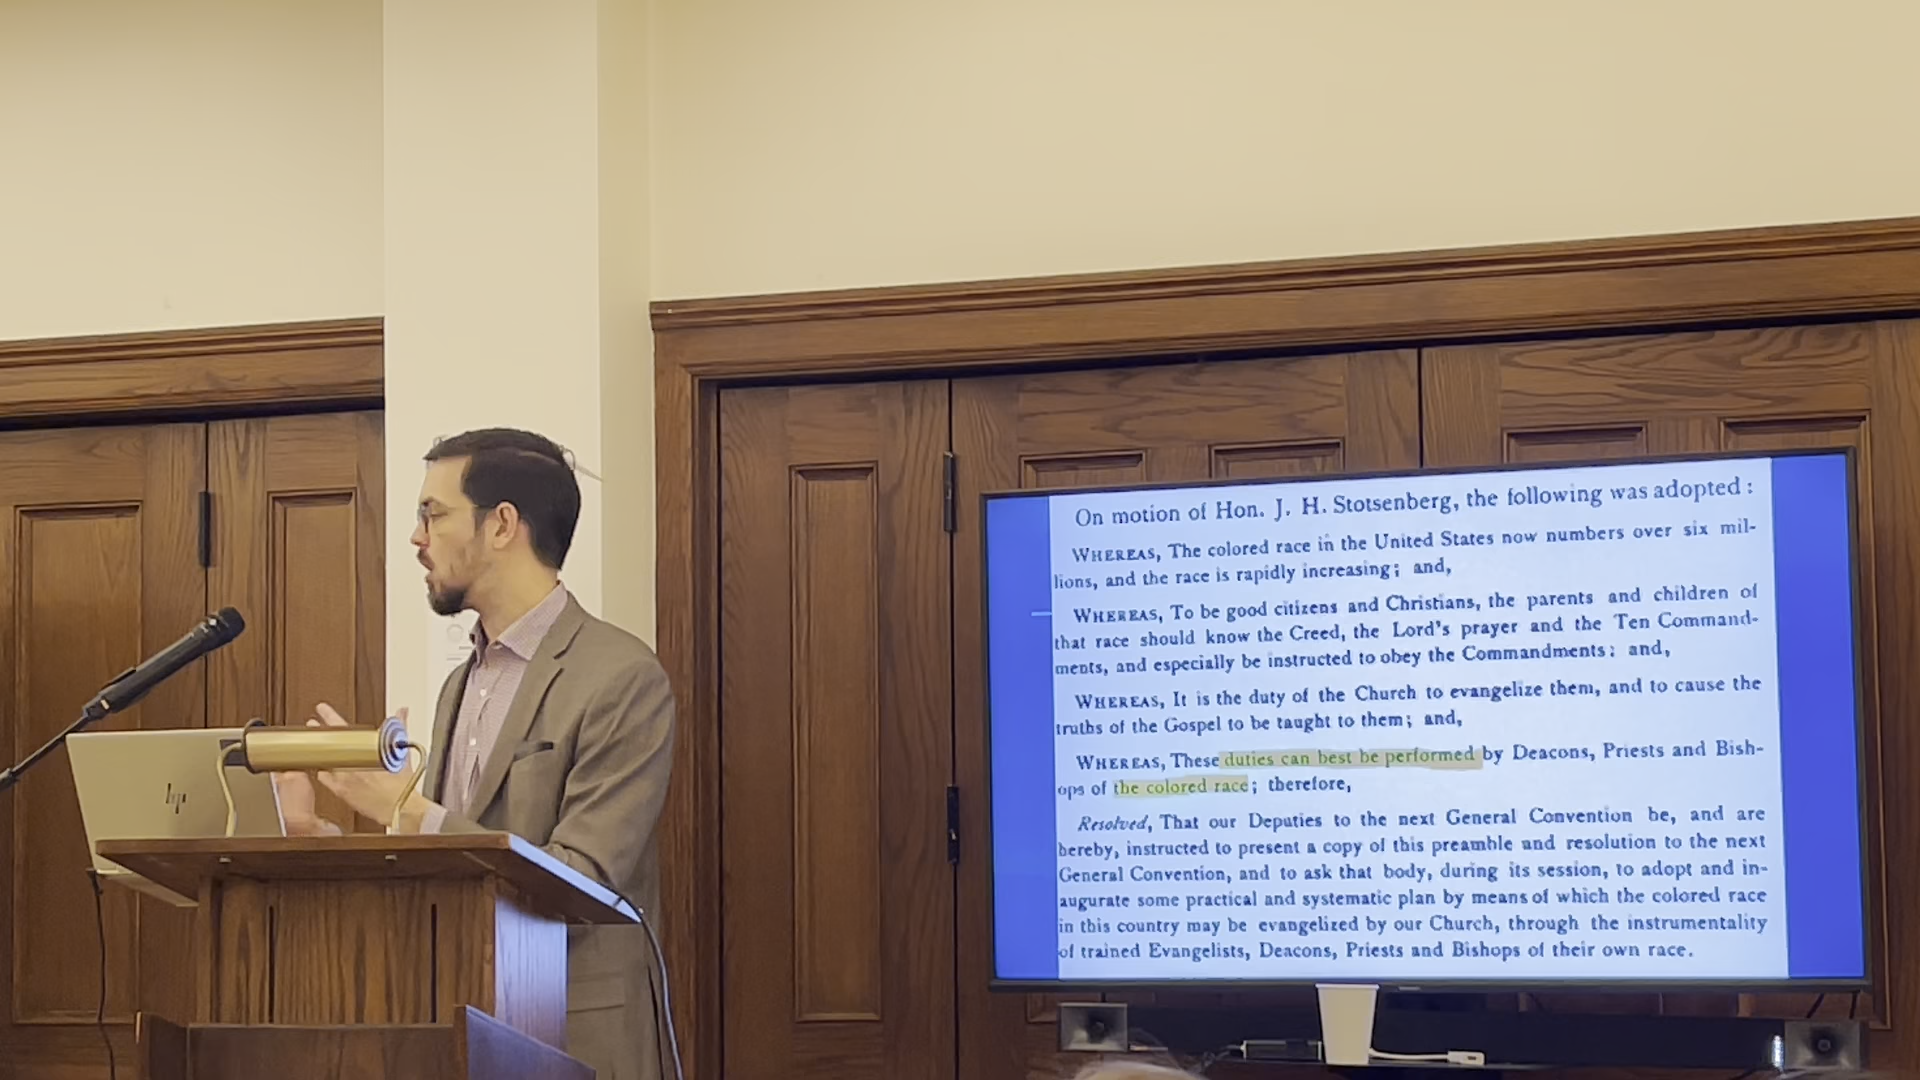 On motion of Hon. J. H. Stotsenberg, the following was adopted:
WHEREAS, The colored race in the United States now numbers over six mil-
lions, and the race is rapidly increasing; and,
WHEREAS, To be good citizens and Christians, the parents and children of
that race should know the Creed, the Lord's prayer and the Ten Command-
ments, and especially be instructed to obey the Commandments; and,
WHEREAS, It is the duty of the Church to evangelize them, and to cause the
truths of the Gospel to be taught to them; and,
WHEREAS, These duties can best be performed by Deacons, Priests and Bish-
ops of the colored race; therefore,
Resolved, That our Deputies to the next General Convention be, and are
hereby, instructed to present a copy of this preamble and resolution to the next
General Convention, and to ask that body, during its session, to adopt and in-
augurate some practical and systematic plan by means of which the colored race
in this country may be evangelized by our Church, through the instrumentality
of trained Evangelists, Deacons, Priests and Bishops of their own race.
hp